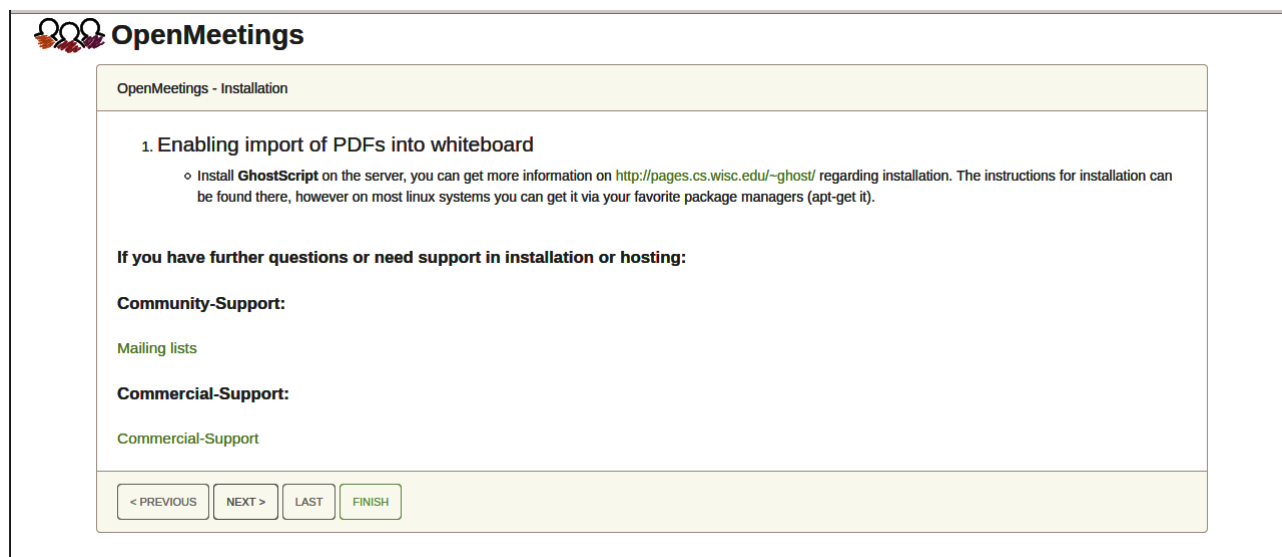 OpenMeetings
OpenMeetings - Installation
1. Enabling import of PDFs into whiteboard
Install GhostScript on the server, you can get more information on http://pages.cs.wisc.edu/~ghost/ regarding installation. The instructions for installation can
be found there, however on most linux systems you can get it via your favorite package managers (apt-get it).
If you have further questions or need support in installation or hosting:
Community-Support:
Mailing lists
Commercial-Support:
Commercial-Support
< PREVIOUS NEXT > LAST FINISH